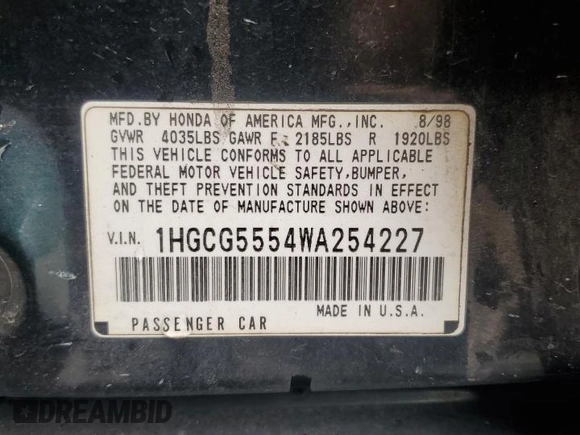 MFD.BY HONDA OF AMERICA MFG.,INC. 8/98
GVWR 4035LBS GAWR F 2185LBS R 1920LBS
THIS VEHICLE CONFORMS TO ALL APPLICABLE
FEDERAL MOTOR VEHICLE SAFETY,BUMPER,
AND THEFT PREVENTION STANDARDS IN EFFECT
ON THE DATE OF MANUFACTURE SHOWN ABOVE:
V.I.N. 1HGCG5554WA254227
MADE IN U.S.A.
PASSENGER CAR
DREAMBID